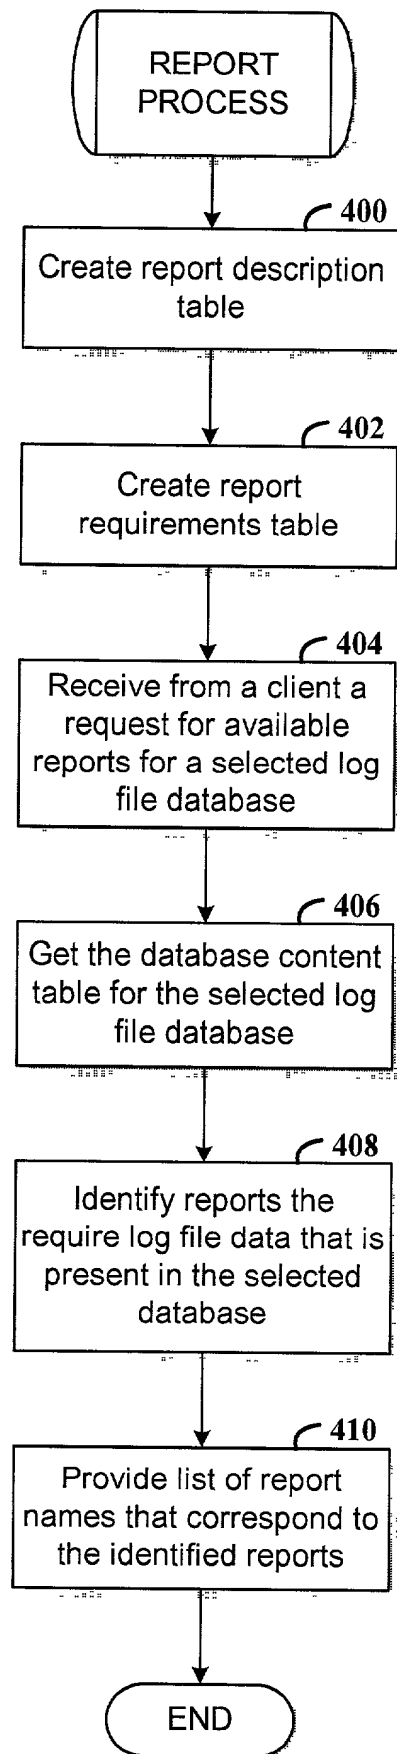 REPORT
PROCESS
400
Create report description
table
402
Create report
requirements table
404
Receive from a client a
request for available
reports for a selected log
file database
406
Get the database content
table for the selected log
file database
408
Identify reports the
require log file data that is
present in the selected
database
410
Provide list of report
names that correspond to
the identified reports
END